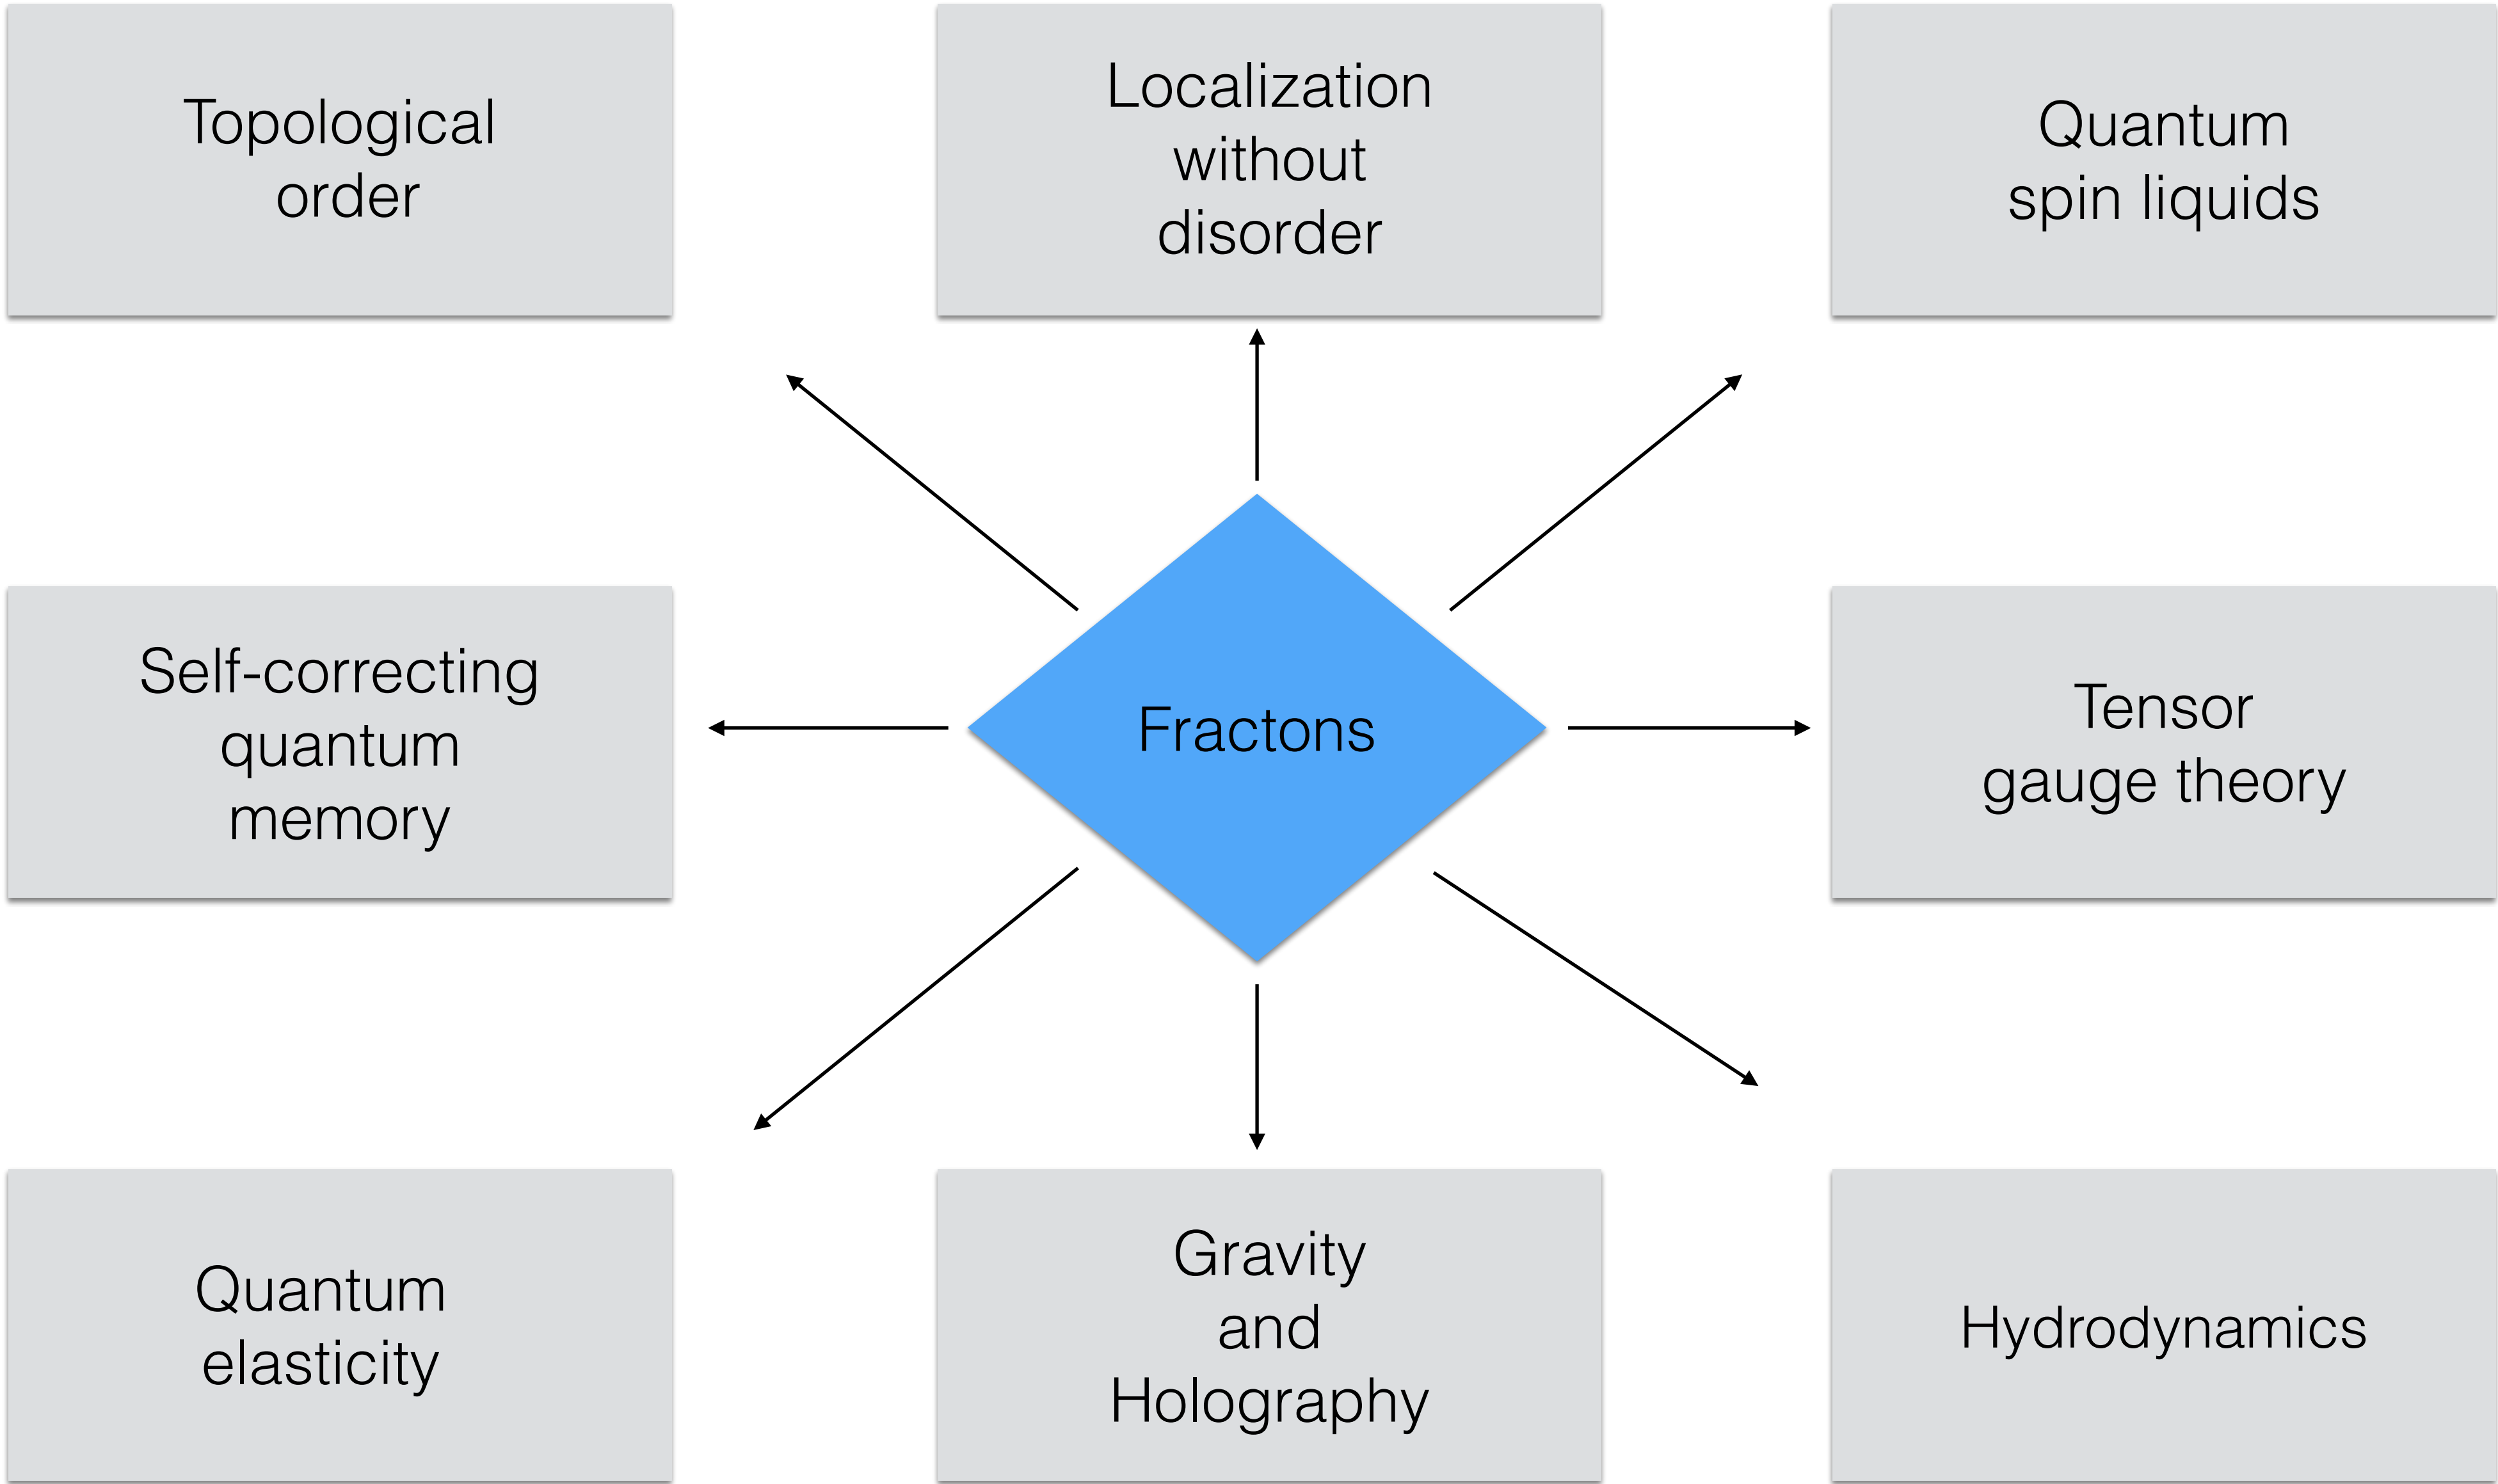 Topological
order
Localization
without
disorder
Quantum
spin liquids
Self-correcting
quantum
memory
Fractons
Tensor
gauge theory
Quantum
elasticity
Gravity
and
Holography
Hydrodynamics